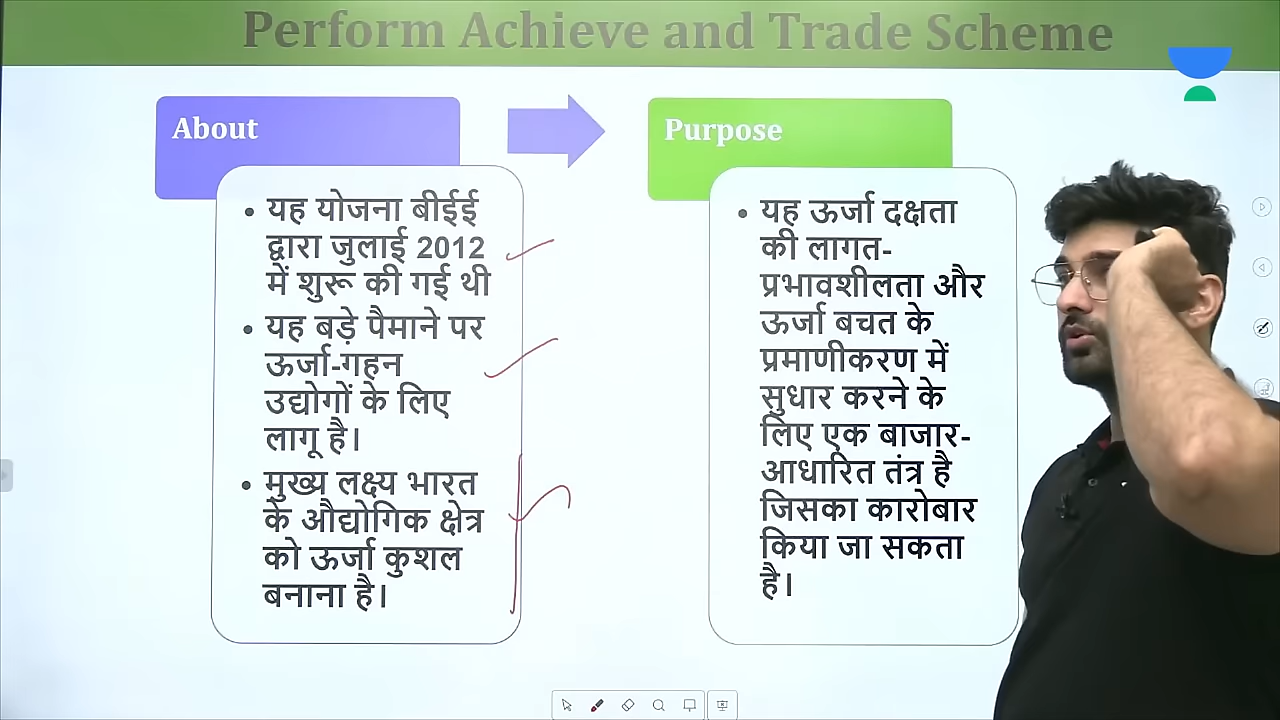 Perform Achieve and Trade Scheme
About
• यह योजना बीईई
द्वारा जुलाई 2012
में शुरू की गई थी
• यह बड़े पैमाने पर
ऊर्जा-गहन
उद्योगों के लिए
लागू है।
• मुख्य लक्ष्य भारत
के औद्योगिक क्षेत्र
को ऊर्जा कुशल
बनाना है।
Purpose
• यह ऊर्जा दक्षता
की लागत-
प्रभावशीलता और
ऊर्जा बचत के
प्रमाणीकरण में
सुधार करने के
लिए एक बाजार-
आधारित तंत्र है
जिसका कारोबार
किया जा सकता
है।